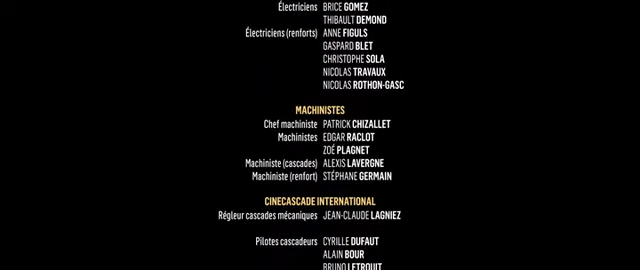 Électriciens BRICE GOMEZ
THIBAULT DEMOND
Électriciens (renforts) ANNE FIGULS
GASPARD BLET
CHRISTOPHE SOLA
NICOLAS TRAVAUX
NICOLAS ROTHON-GASC
MACHINISTES
Chef machiniste PATRICK CHIZALLET
Machinistes EDGAR RACLOT
ZOÉ PLAGNET
Machiniste (cascades) ALEXIS LAVERGNE
Machiniste (renfort) STÉPHANE GERMAIN
CINECASCADE INTERNATIONAL
Régleur cascades mécaniques JEAN-CLAUDE LAGNIEZ
Pilotes cascadeurs CYRILLE DUFAUT
ALAIN BOUR
BRUNO LETROUIT